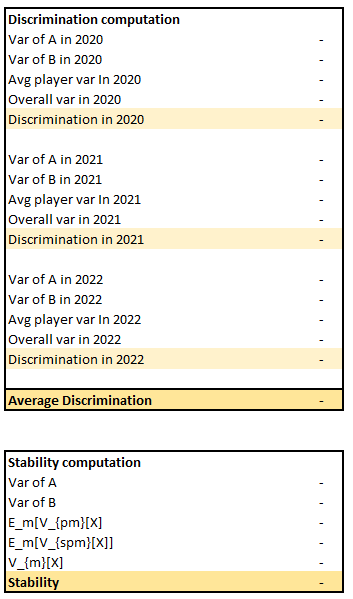 Discrimination computation
Var of A in 2020 -
Var of B in 2020 -
Avg player var In 2020 -
Overall var in 2020 -
Discrimination in 2020 -
Var of A in 2021 -
Var of B in 2021 -
Avg player var In 2021 -
Overall var in 2021 -
Discrimination in 2021 -
Var of A in 2022 -
Var of B in 2022 -
Avg player var In 2022 -
Overall var in 2022 -
Discrimination in 2022 -
Average Discrimination -
Stability computation
Var of A -
Var of B -
E_m[V_{pm}[X] -
E_m[V_{spm}[X]] -
V_{m}[X] -
Stability -